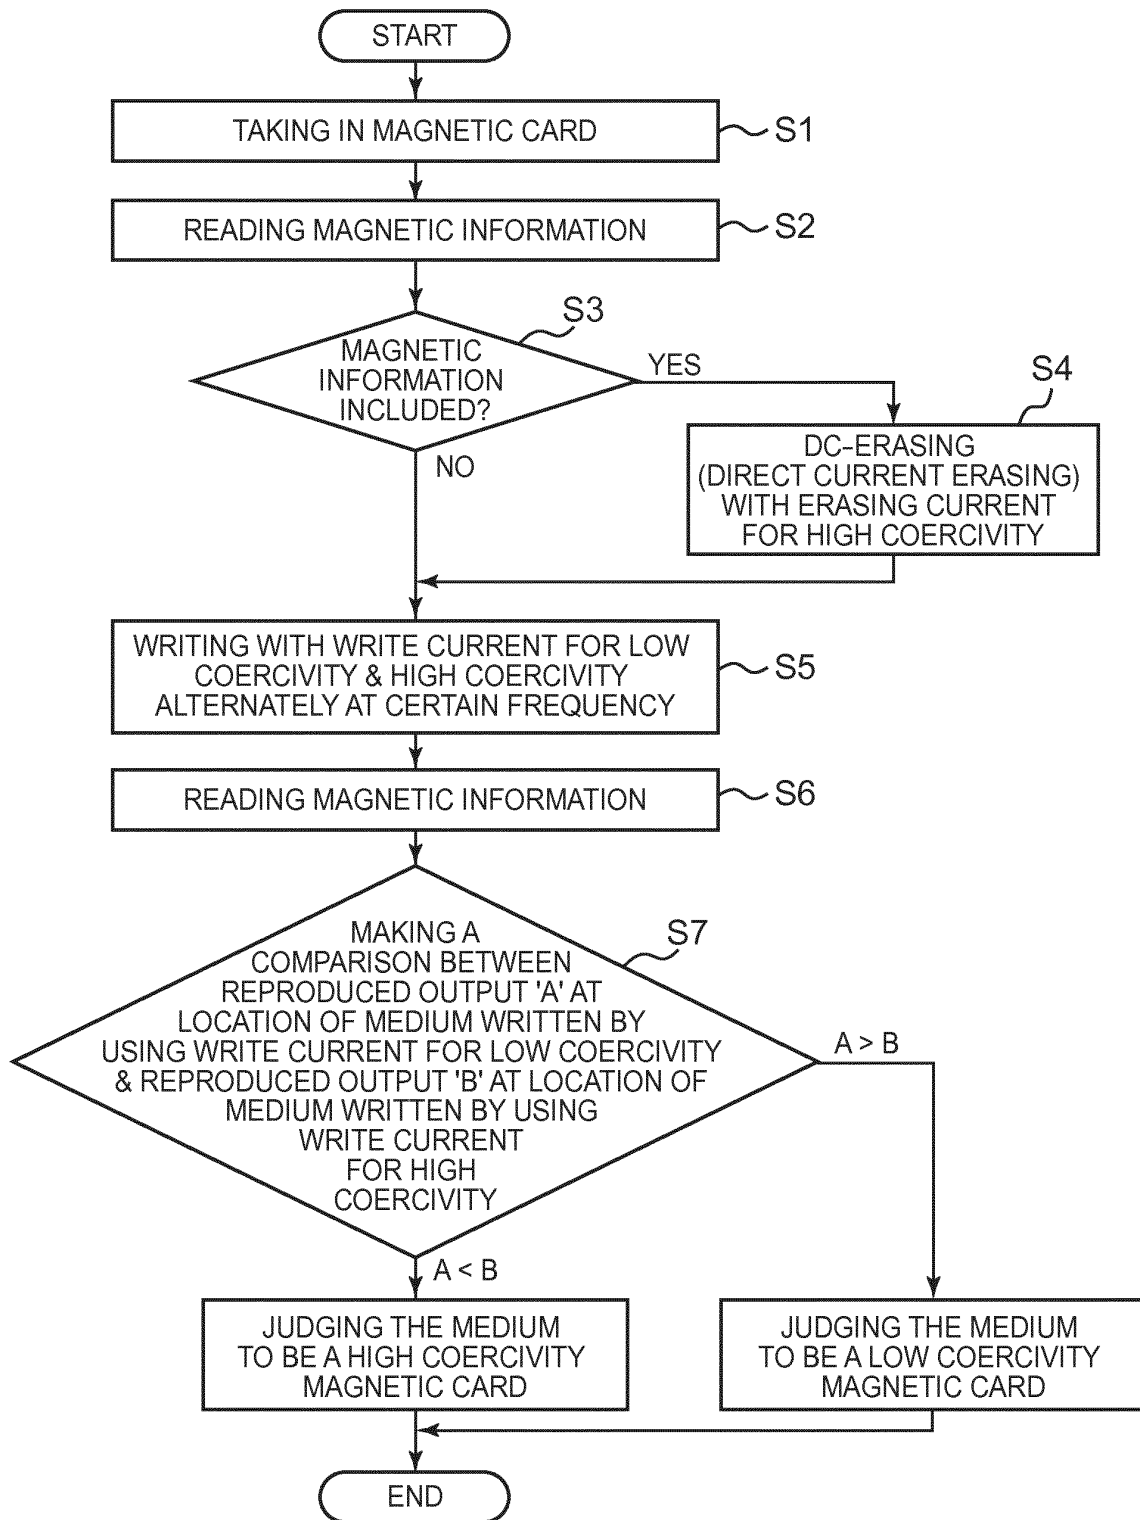 START
TAKING IN MAGNETIC CARD
S1
READING MAGNETIC INFORMATION
S2
S3
MAGNETIC
INFORMATION
INCLUDED?
YES
NO
S4
DC-ERASING
(DIRECT CURRENT ERASING)
WITH ERASING CURRENT
FOR HIGH COERCIVITY
WRITING WITH WRITE CURRENT FOR LOW
COERCIVITY & HIGH COERCIVITY
ALTERNATELY AT CERTAIN FREQUENCY
S5
READING MAGNETIC INFORMATION
S6
S7
MAKING A
COMPARISON BETWEEN
REPRODUCED OUTPUT 'A' AT
LOCATION OF MEDIUM WRITTEN BY
USING WRITE CURRENT FOR LOW COERCIVITY
& REPRODUCED OUTPUT 'B' AT LOCATION OF
MEDIUM WRITTEN BY USING
WRITE CURRENT
FOR HIGH
COERCIVITY
A > B
A < B
JUDGING THE MEDIUM
TO BE A HIGH COERCIVITY
MAGNETIC CARD
JUDGING THE MEDIUM
TO BE A LOW COERCIVITY
MAGNETIC CARD
END